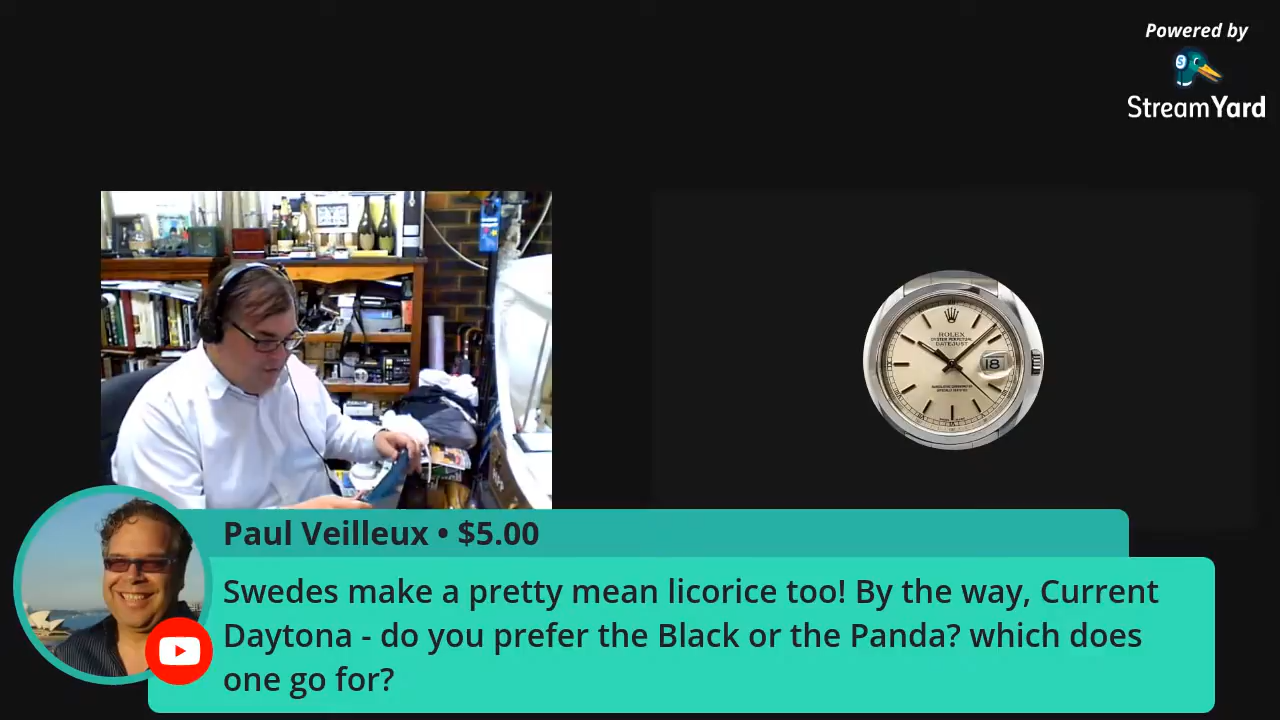 Powered by
StreamYard
ROLEX
OYSTER PERPETUAL
DATEJUST
18
Paul Veilleux • $5.00
Swedes make a pretty mean licorice too! By the way, Current
Daytona - do you prefer the Black or the Panda? which does
one go for?